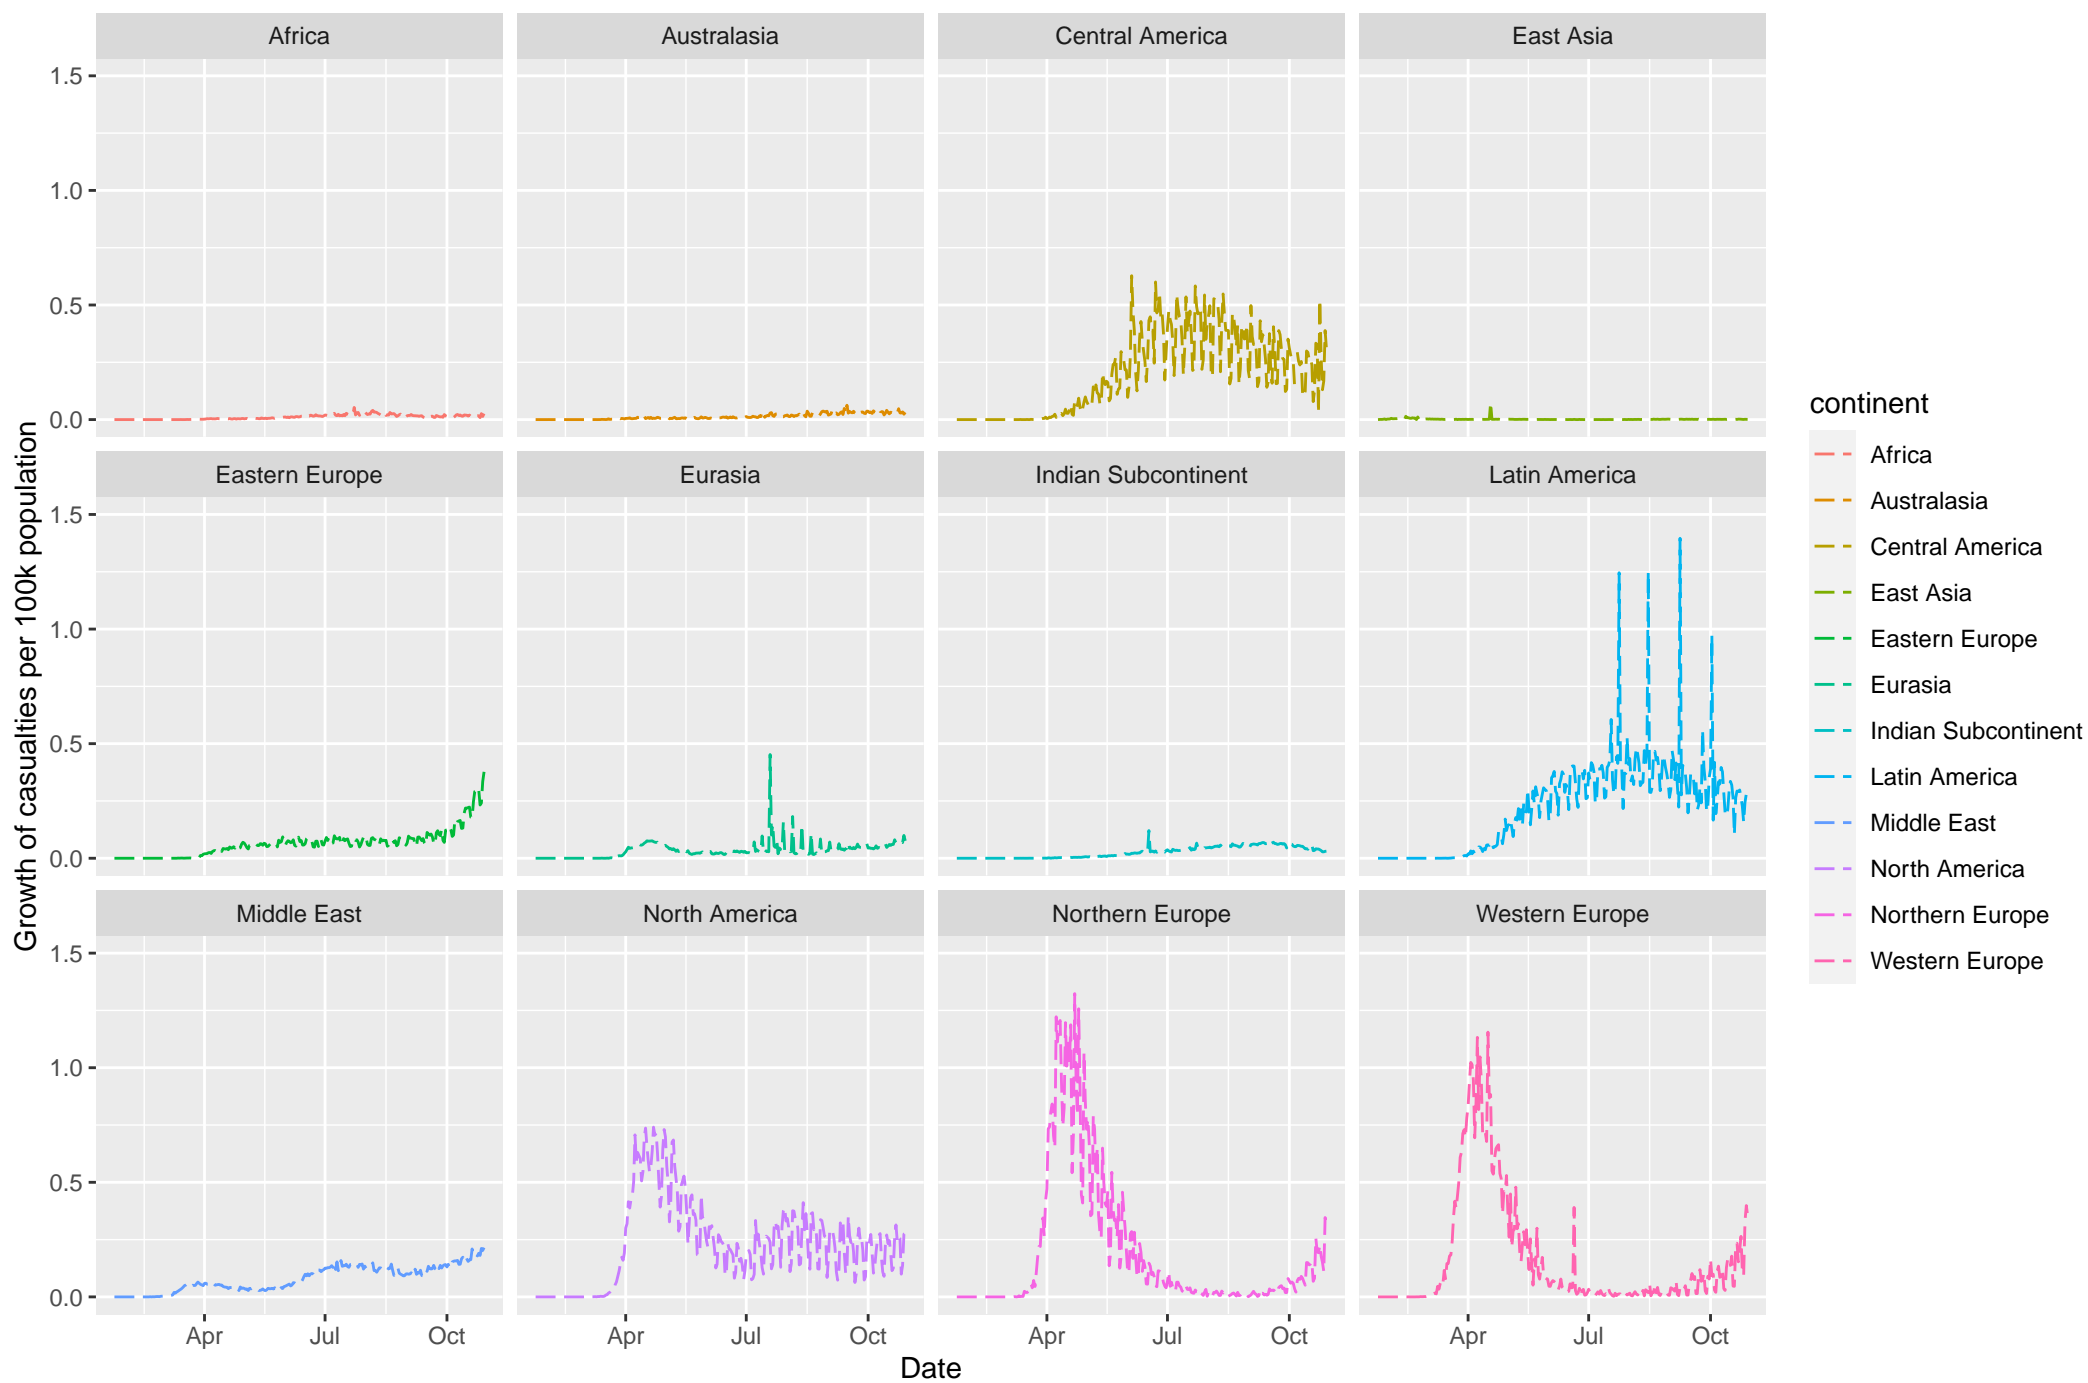 Africa
Australasia
Central America
East Asia
1.5
1.0
0.5
0.0
Eastern Europe
Eurasia
Indian Subcontinent
Latin America
1.5
1.0
0.5
0.0
Middle East
North America
Northern Europe
Western Europe
1.5
1.0
0.5
0.0
Apr Jul Oct
Apr Jul Oct
Apr Jul Oct
Apr Jul Oct
Date
Growth of casualties per 100k population
continent
Africa
Australasia
Central America
East Asia
Eastern Europe
Eurasia
Indian Subcontinent
Latin America
Middle East
North America
Northern Europe
Western Europe